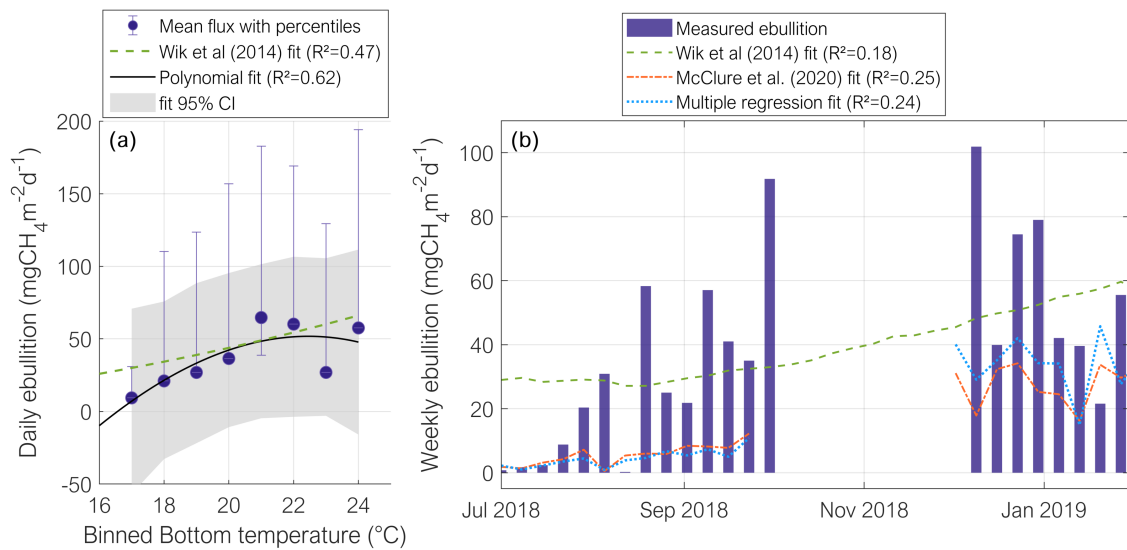 Mean flux with percentiles
Wik et al (2014) fit (R²=0.47)
Polynomial fit (R²=0.62)
fit 95% CI
(a)
Daily ebullition (mgCH₄m⁻²d⁻¹)
200
150
100
50
0
-50
16 18 20 22 24
Binned Bottom temperature (°C)
Measured ebullition
Wik et al (2014) fit (R²=0.18)
McClure et al. (2020) fit (R²=0.25)
Multiple regression fit (R²=0.24)
(b)
Weekly ebullition (mgCH₄m⁻²d⁻¹)
100
80
60
40
20
0
Jul 2018 Sep 2018 Nov 2018 Jan 2019